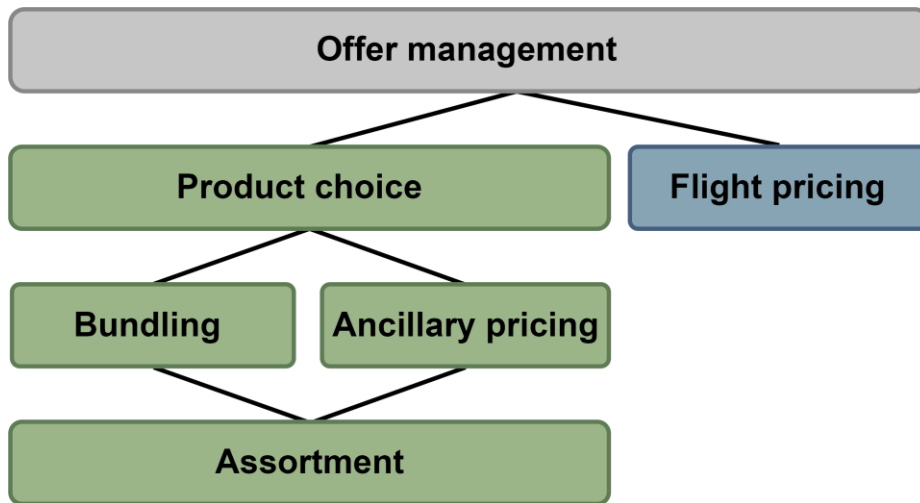 Offer management
Product choice
Flight pricing
Bundling
Ancillary pricing
Assortment